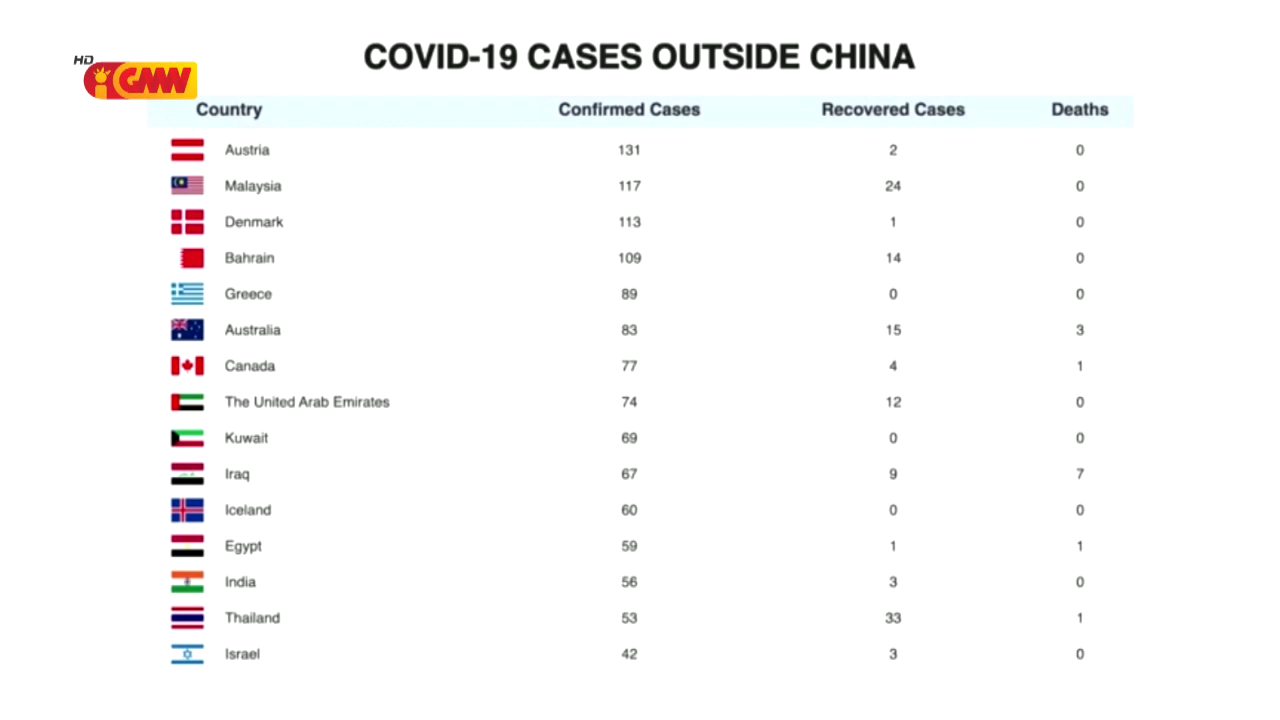 COVID-19 CASES OUTSIDE CHINA
HD
iGMW
Country Confirmed Cases Recovered Cases Deaths
Austria 131 2 0
Malaysia 117 24 0
Denmark 113 1 0
Bahrain 109 14 0
Greece 89 0 0
Australia 83 15 3
Canada 77 4 1
The United Arab Emirates 74 12 0
Kuwait 69 0 0
Iraq 67 9 7
Iceland 60 0 0
Egypt 59 1 1
India 56 3 0
Thailand 53 33 1
Israel 42 3 0